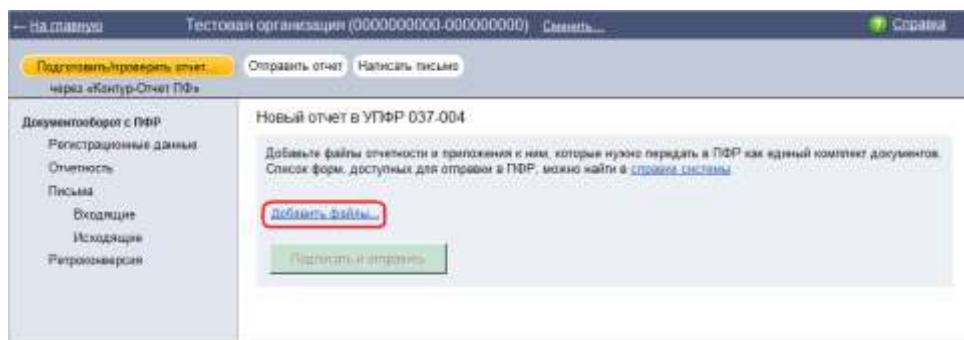 ← На главную
Тестовая организация (0000000000-000000000) Сменить...
Справка
Подготовить/проверить отчет...
через «Контур-Отчет ПФ»
Отправить отчет Написать письмо
Документооборот с ПФР
Регистрационные данные
Отчетность
Письма
Входящие
Исходящие
Ретроконверсия
Новый отчет в УПФР 037-004
Добавьте файлы отчетности и приложения к ним, которые нужно передать в ПФР как единый комплект документов.
Список форм, доступных для отправки в ПФР, можно найти в справке системы
Добавить файлы...
Подписать и отправить